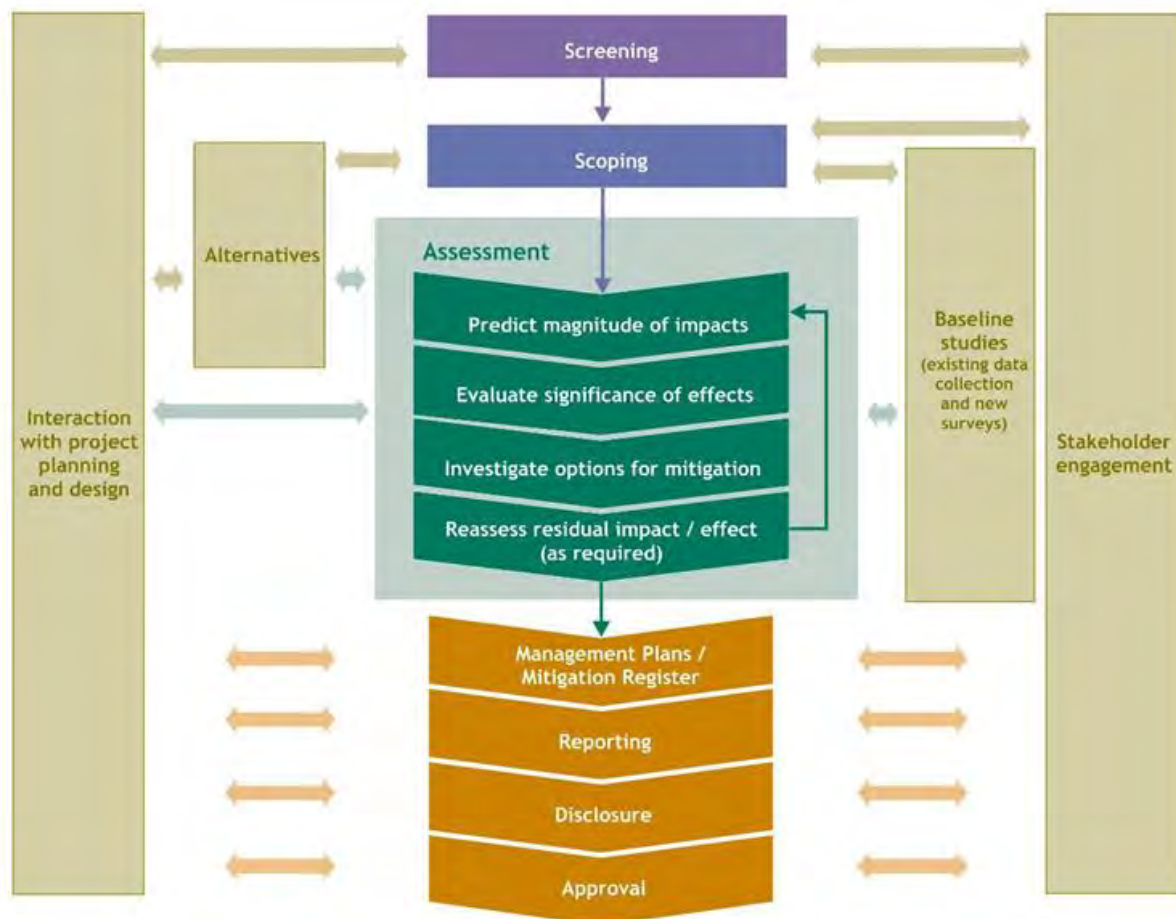 Screening
Scoping
Alternatives
Assessment
Predict magnitude of impacts
Evaluate significance of effects
Investigate options for mitigation
Reassess residual impact / effect
(as required)
Baseline
studies
(existing data
collection
and new
surveys)
Interaction
with project
planning
and design
Stakeholder
engagement
Management Plans /
Mitigation Register
Reporting
Disclosure
Approval